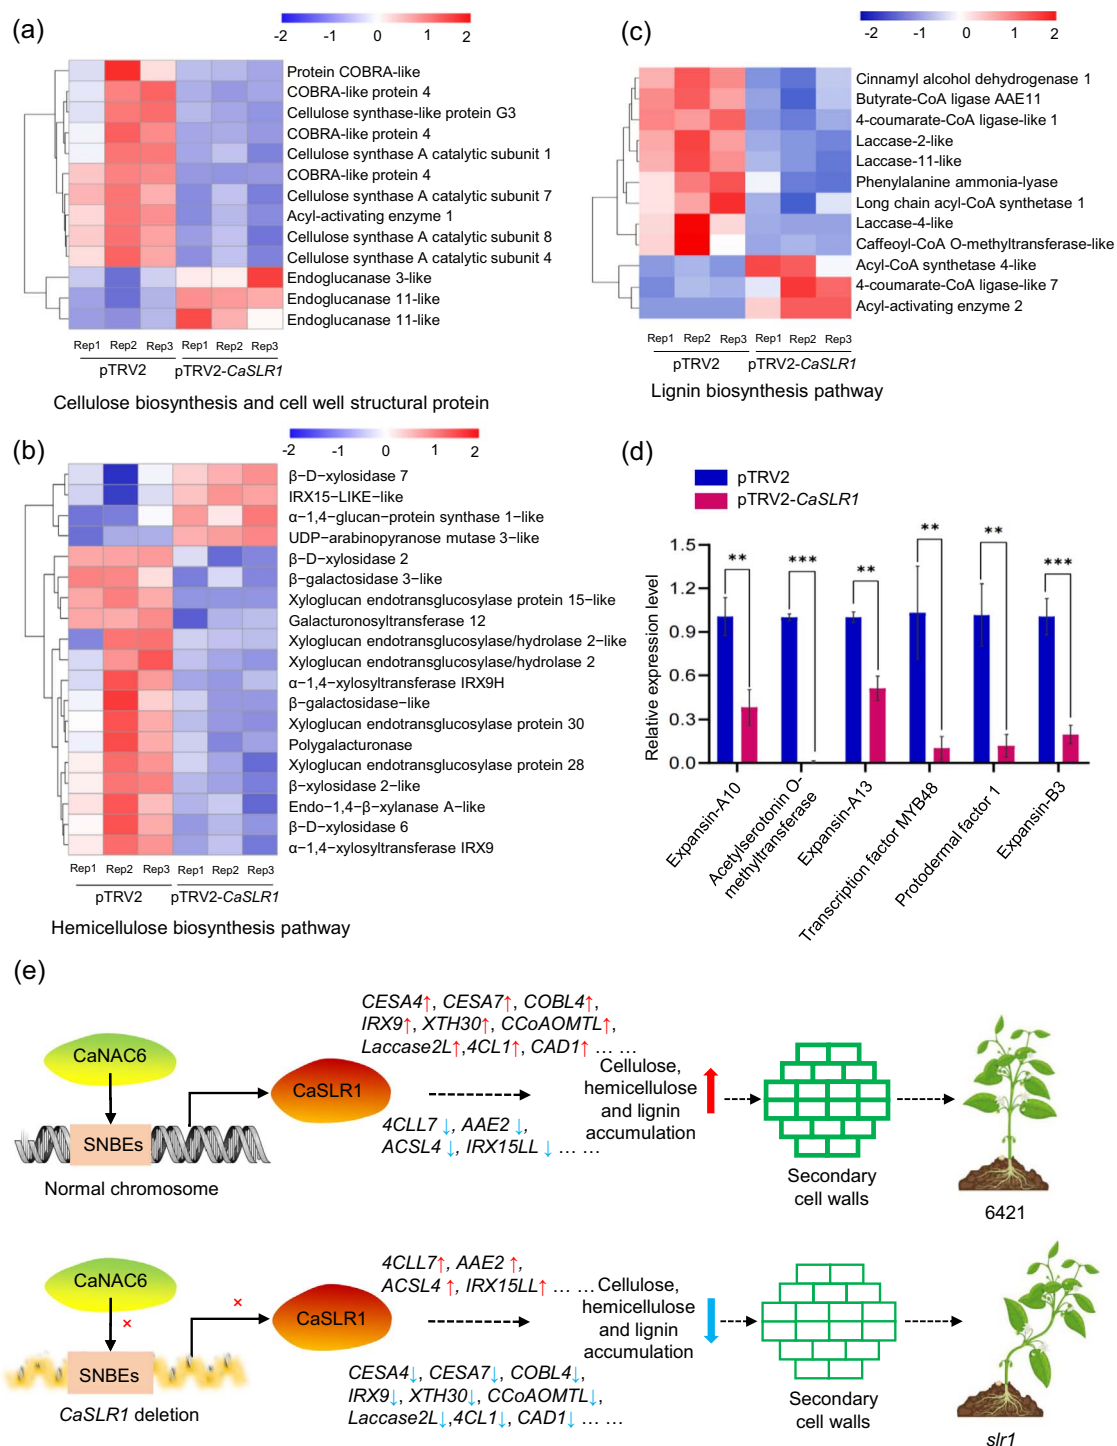 (a)
-2 -1 0 1 2
Protein COBRA-like
COBRA-like protein 4
Cellulose synthase-like protein G3
COBRA-like protein 4
Cellulose synthase A catalytic subunit 1
COBRA-like protein 4
Cellulose synthase A catalytic subunit 7
Acyl-activating enzyme 1
Cellulose synthase A catalytic subunit 8
Cellulose synthase A catalytic subunit 4
Endoglucanase 3-like
Endoglucanase 11-like
Endoglucanase 11-like
Rep1 Rep2 Rep3 Rep1 Rep2 Rep3
pTRV2 pTRV2-CaSLR1
Cellulose biosynthesis and cell well structural protein
(b)
-2 -1 0 1 2
β−D−xylosidase 7
IRX15−LIKE−like
α−1,4−glucan−protein synthase 1−like
UDP−arabinopyranose mutase 3−like
β−D−xylosidase 2
β−galactosidase 3−like
Xyloglucan endotransglucosylase protein 15−like
Galacturonosyltransferase 12
Xyloglucan endotransglucosylase/hydrolase 2−like
Xyloglucan endotransglucosylase/hydrolase 2
α−1,4−xylosyltransferase IRX9H
β−galactosidase−like
Xyloglucan endotransglucosylase protein 30
Polygalacturonase
Xyloglucan endotransglucosylase protein 28
β−xylosidase 2−like
Endo−1,4−β−xylanase A−like
β−D−xylosidase 6
α−1,4−xylosyltransferase IRX9
Rep1 Rep2 Rep3 Rep1 Rep2 Rep3
pTRV2 pTRV2-CaSLR1
Hemicellulose biosynthesis pathway
(c)
-2 -1 0 1 2
Cinnamyl alcohol dehydrogenase 1
Butyrate-CoA ligase AAE11
4-coumarate-CoA ligase-like 1
Laccase-2-like
Laccase-11-like
Phenylalanine ammonia-lyase
Long chain acyl-CoA synthetase 1
Laccase-4-like
Caffeoyl-CoA O-methyltransferase-like
Acyl-CoA synthetase 4-like
4-coumarate-CoA ligase-like 7
Acyl-activating enzyme 2
Rep1 Rep2 Rep3 Rep1 Rep2 Rep3
pTRV2 pTRV2-CaSLR1
Lignin biosynthesis pathway
(d)
pTRV2
pTRV2-CaSLR1
Relative expression level
1.5
1.2
0.9
0.6
0.3
0.0
** *** ** ** ** ***
Expansin-A10
Acetylserotonin O-
methyltransferase
Expansin-A13
Transcription factor MYB48
Protodermal factor 1
Expansin-B3
(e)
CaNAC6
SNBEs
Normal chromosome
CaSLR1
CESA4↑, CESA7↑, COBL4↑,
IRX9↑, XTH30↑, CCoAOMTL↑,
Laccase2L↑,4CL1↑, CAD1↑ … …
4CLL7↓, AAE2↓,
ACSL4↓, IRX15LL↓ … …
Cellulose,
hemicellulose
and lignin
accumulation
Secondary
cell walls
6421
CaNAC6
×
×
SNBEs
CaSLR1 deletion
CaSLR1
4CLL7↑, AAE2↑,
ACSL4↑, IRX15LL↑ … …
CESA4↓, CESA7↓, COBL4↓,
IRX9↓, XTH30↓, CCoAOMTL↓,
Laccase2L↓,4CL1↓, CAD1↓ … …
Cellulose,
hemicellulose
and lignin
accumulation
Secondary
cell walls
slr1